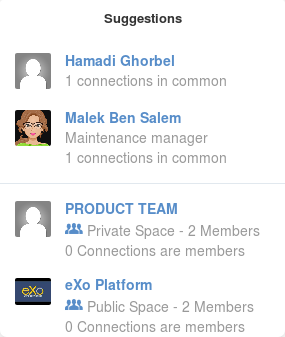 Suggestions
Hamadi Ghorbel
1 connections in common
Malek Ben Salem
Maintenance manager
1 connections in common
PRODUCT TEAM
Private Space - 2 Members
0 Connections are members
eXo
eXo Platform
Public Space - 2 Members
0 Connections are members